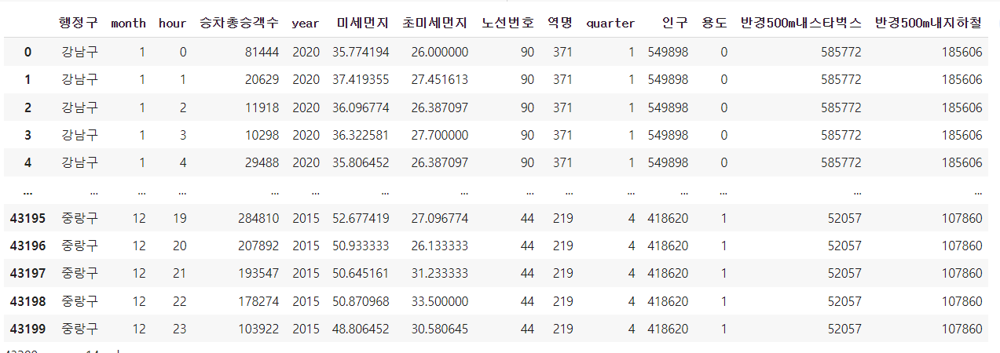 행정구 month hour 승차총승객수 year 미세먼지 초미세먼지 노선번호 역명 quarter 인구 용도 반경500m내스타벅스 반경500m내지하철
0 강남구 1 0 81444 2020 35.774194 26.000000 90 371 1 549898 0 585772 185606
1 강남구 1 1 20629 2020 37.419355 27.451613 90 371 1 549898 0 585772 185606
2 강남구 1 2 11918 2020 36.096774 26.387097 90 371 1 549898 0 585772 185606
3 강남구 1 3 10298 2020 36.322581 27.700000 90 371 1 549898 0 585772 185606
4 강남구 1 4 29488 2020 35.806452 26.387097 90 371 1 549898 0 585772 185606
... ... ... ... ... ... ... ... ... ... ... ... ... ... ...
43195 중랑구 12 19 284810 2015 52.677419 27.096774 44 219 4 418620 1 52057 107860
43196 중랑구 12 20 207892 2015 50.933333 26.133333 44 219 4 418620 1 52057 107860
43197 중랑구 12 21 193547 2015 50.645161 31.233333 44 219 4 418620 1 52057 107860
43198 중랑구 12 22 178274 2015 50.870968 33.500000 44 219 4 418620 1 52057 107860
43199 중랑구 12 23 103922 2015 48.806452 30.580645 44 219 4 418620 1 52057 107860